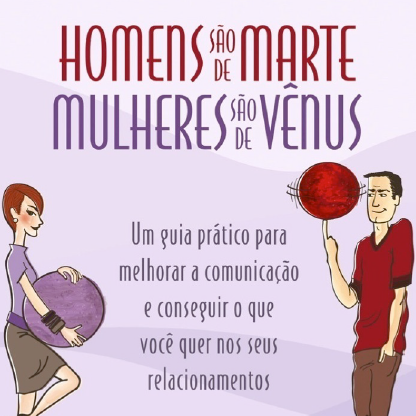 HOMENS SÃO DE MARTE
MULHERES SÃO DE VÊNUS
Um guia prático para
melhorar a comunicação
e conseguir o que
você quer nos seus
relacionamentos